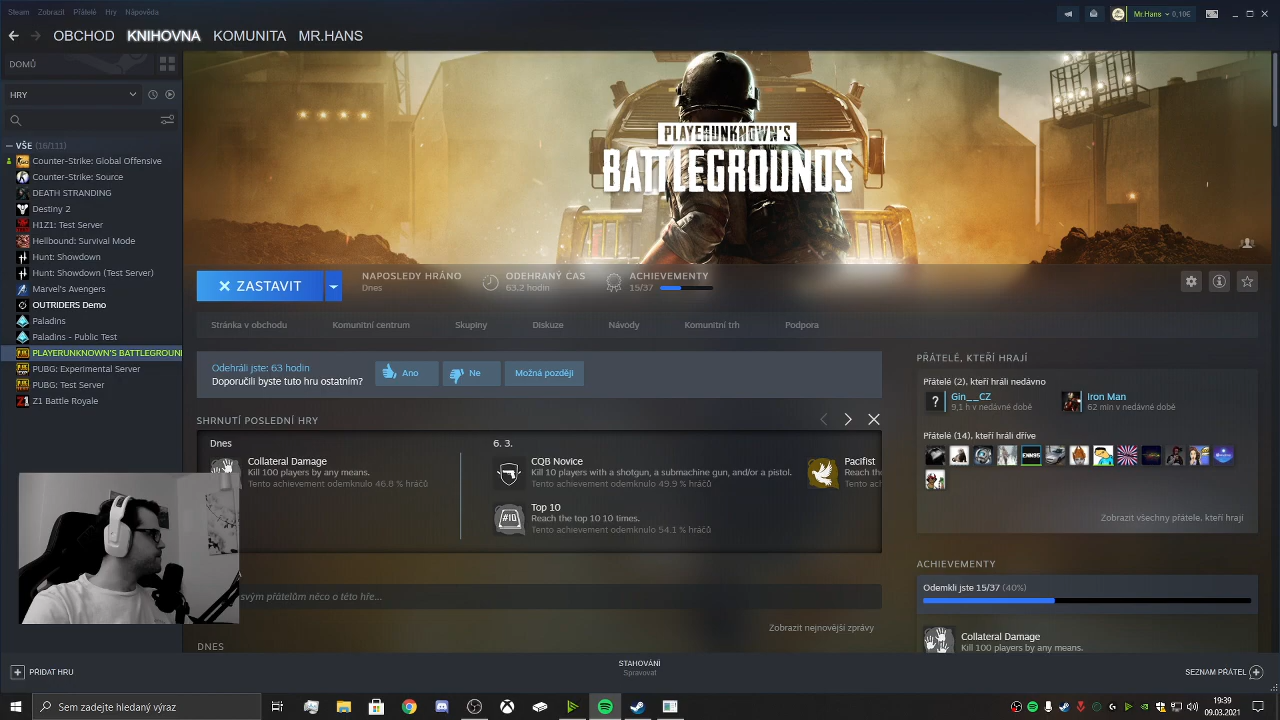 Steam Zobrazit Přátelé Hry Nápověda
Mr.Hans 0,10€
OBCHOD KNIHOVNA KOMUNITA MR.HANS
DOMŮ
HRY
VŠE (16/111)
Counter-Strike: Global Offensive
Counter-Strike: Source
DEATH STRANDING
Destiny 2
H1Z1: Test Server
Hellbound: Survival Mode
Hunt: Showdown
Hunt: Showdown (Test Server)
Marvel's Avengers
OUTRIDERS Demo
Paladins
Paladins - Public Test
PLAYERUNKNOWN'S BATTLEGROUN
PUBG: Experimental Server
PUBG: Test Server
Z1 Battle Royale
PLAYERUNKNOWN'S
BATTLEGROUNDS
ZASTAVIT
NAPOSLEDY HRÁNO
Dnes
ODEHRANÝ ČAS
63,2 hodin
ACHIEVEMENTY
15/37
Stránka v obchodu Komunitní centrum Skupiny Diskuze Návody Komunitní trh Podpora
Odehráli jste: 63 hodin
Doporučili byste tuto hru ostatním?
Ano
Ne
Možná později
SHRNUTÍ POSLEDNÍ HRY
Dnes
Collateral Damage
Kill 100 players by any means.
Tento achievement odemknulo 46.8 % hráčů
6. 3.
CQB Novice
Kill 10 players with a shotgun, a submachine gun, and/or a pistol.
Tento achievement odemknulo 49.9 % hráčů
#10
Top 10
Reach the top 10 10 times.
Tento achievement odemknulo 54.1 % hráčů
Pacifist
Reach th
Tento ac
svým přátelům něco o této hře...
Zobrazit nejnovější zprávy
DNES
PŘÁTELÉ, KTEŘÍ HRAJÍ
Přátelé (2), kteří hráli nedávno
Gin__CZ
9,1 h v nedávné době
Iron Man
62 min v nedávné době
Přátelé (14), kteří hráli dříve
Zobrazit všechny přátele, kteří hrají
ACHIEVEMENTY
Odemkli jste 15/37 (40%)
Collateral Damage
Kill 100 players by any means.
PŘIDAT HRU
STAHOVÁNÍ
Spravovat
SEZNAM PŘÁTEL
Sem zadejte hledaný výraz
19:39
09.03.2021